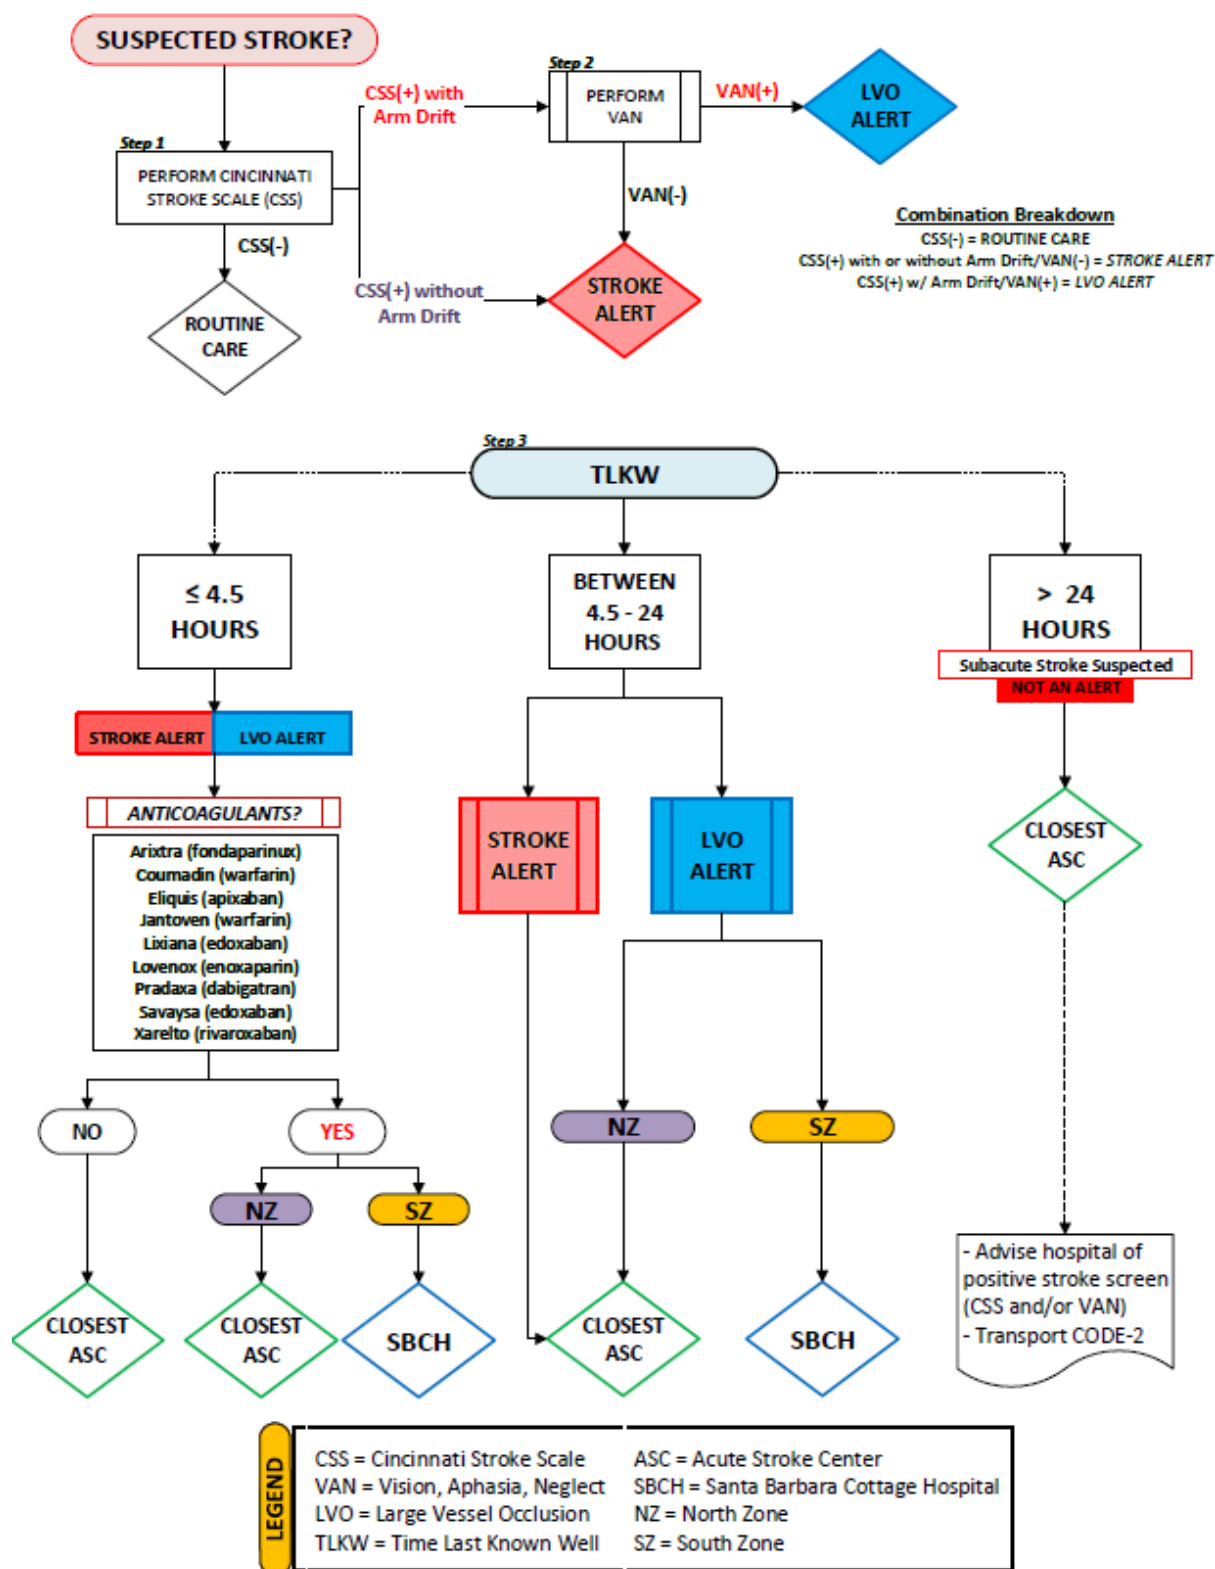 SUSPECTED STROKE?
Step 1
PERFORM CINCINNATI
STROKE SCALE (CSS)
CSS(-)
ROUTINE
CARE
CSS(+) with
Arm Drift
CSS(+) without
Arm Drift
Step 2
PERFORM
VAN
VAN(+)
LVO
ALERT
VAN(-)
STROKE
ALERT
Combination Breakdown
CSS(-) = ROUTINE CARE
CSS(+) with or without Arm Drift/VAN(-) = STROKE ALERT
CSS(+) w/ Arm Drift/VAN(+) = LVO ALERT
Step 3
TLKW
≤ 4.5
HOURS
STROKE ALERT
LVO ALERT
ANTICOAGULANTS?
Arixtra (fondaparinux)
Coumadin (warfarin)
Eliquis (apixaban)
Jantoven (warfarin)
Lixiana (edoxaban)
Lovenox (enoxaparin)
Pradaxa (dabigatran)
Savaysa (edoxaban)
Xarelto (rivaroxaban)
NO
YES
NZ
SZ
CLOSEST
ASC
CLOSEST
ASC
SBCH
BETWEEN
4.5 - 24
HOURS
STROKE
ALERT
LVO
ALERT
NZ
SZ
CLOSEST
ASC
SBCH
> 24
HOURS
Subacute Stroke Suspected
NOT AN ALERT
CLOSEST
ASC
- Advise hospital of
positive stroke screen
(CSS and/or VAN)
- Transport CODE-2
LEGEND
CSS = Cincinnati Stroke Scale
VAN = Vision, Aphasia, Neglect
LVO = Large Vessel Occlusion
TLKW = Time Last Known Well
ASC = Acute Stroke Center
SBCH = Santa Barbara Cottage Hospital
NZ = North Zone
SZ = South Zone